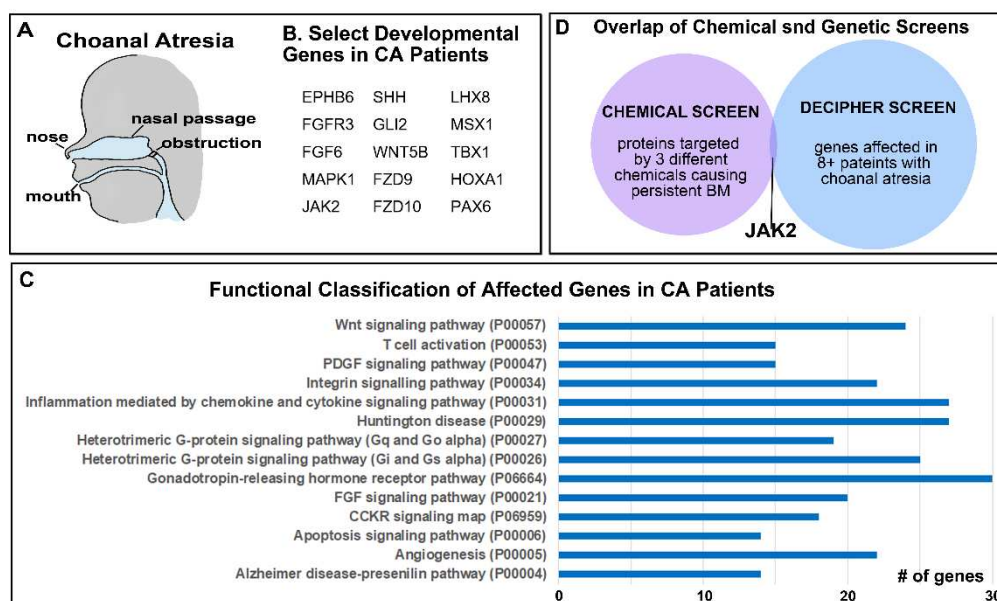 A
Choanal Atresia
nasal passage
nose
obstruction
mouth
B. Select Developmental
Genes in CA Patients
EPHB6 SHH LHX8
FGFR3 GLI2 MSX1
FGF6 WNT5B TBX1
MAPK1 FZD9 HOXA1
JAK2 FZD10 PAX6
D Overlap of Chemical snd Genetic Screens
CHEMICAL SCREEN
proteins targeted
by 3 different
chemicals causing
persistent BM
DECIPHER SCREEN
genes affected in
8+ pateints with
choanal atresia
JAK2
C
Functional Classification of Affected Genes in CA Patients
Wnt signaling pathway (P00057)
T cell activation (P00053)
PDGF signaling pathway (P00047)
Integrin signalling pathway (P00034)
Inflammation mediated by chemokine and cytokine signaling pathway (P00031)
Huntington disease (P00029)
Heterotrimeric G-protein signaling pathway (Gq and Go alpha) (P00027)
Heterotrimeric G-protein signaling pathway (Gi and Gs alpha) (P00026)
Gonadotropin-releasing hormone receptor pathway (P06664)
FGF signaling pathway (P00021)
CCKR signaling map (P06959)
Apoptosis signaling pathway (P00006)
Angiogenesis (P00005)
Alzheimer disease-presenilin pathway (P00004)
# of genes
0 10 20 30